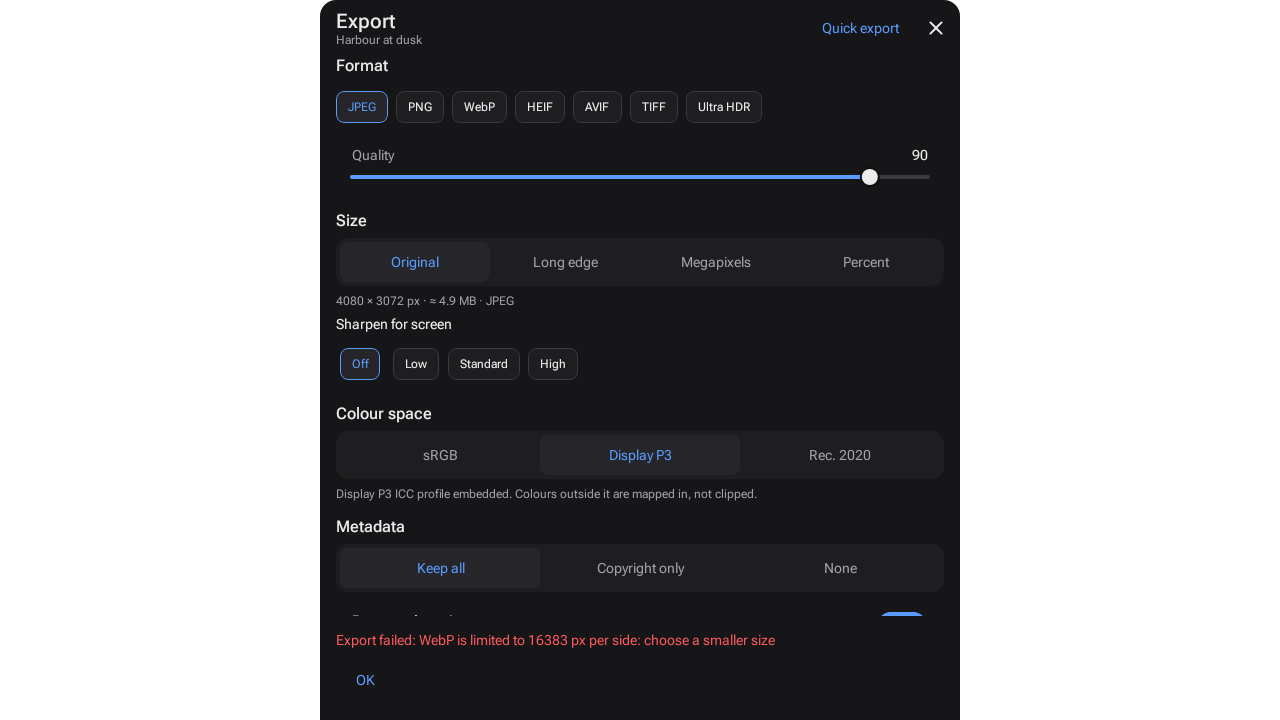 Export
Quick export
Harbour at dusk
Format
JPEG PNG WebP HEIF AVIF TIFF Ultra HDR
Quality 90
Size
Original Long edge Megapixels Percent
4080 × 3072 px · ≈ 4.9 MB · JPEG
Sharpen for screen
Off Low Standard High
Colour space
sRGB Display P3 Rec. 2020
Display P3 ICC profile embedded. Colours outside it are mapped in, not clipped.
Metadata
Keep all Copyright only None
Export failed: WebP is limited to 16383 px per side: choose a smaller size
OK